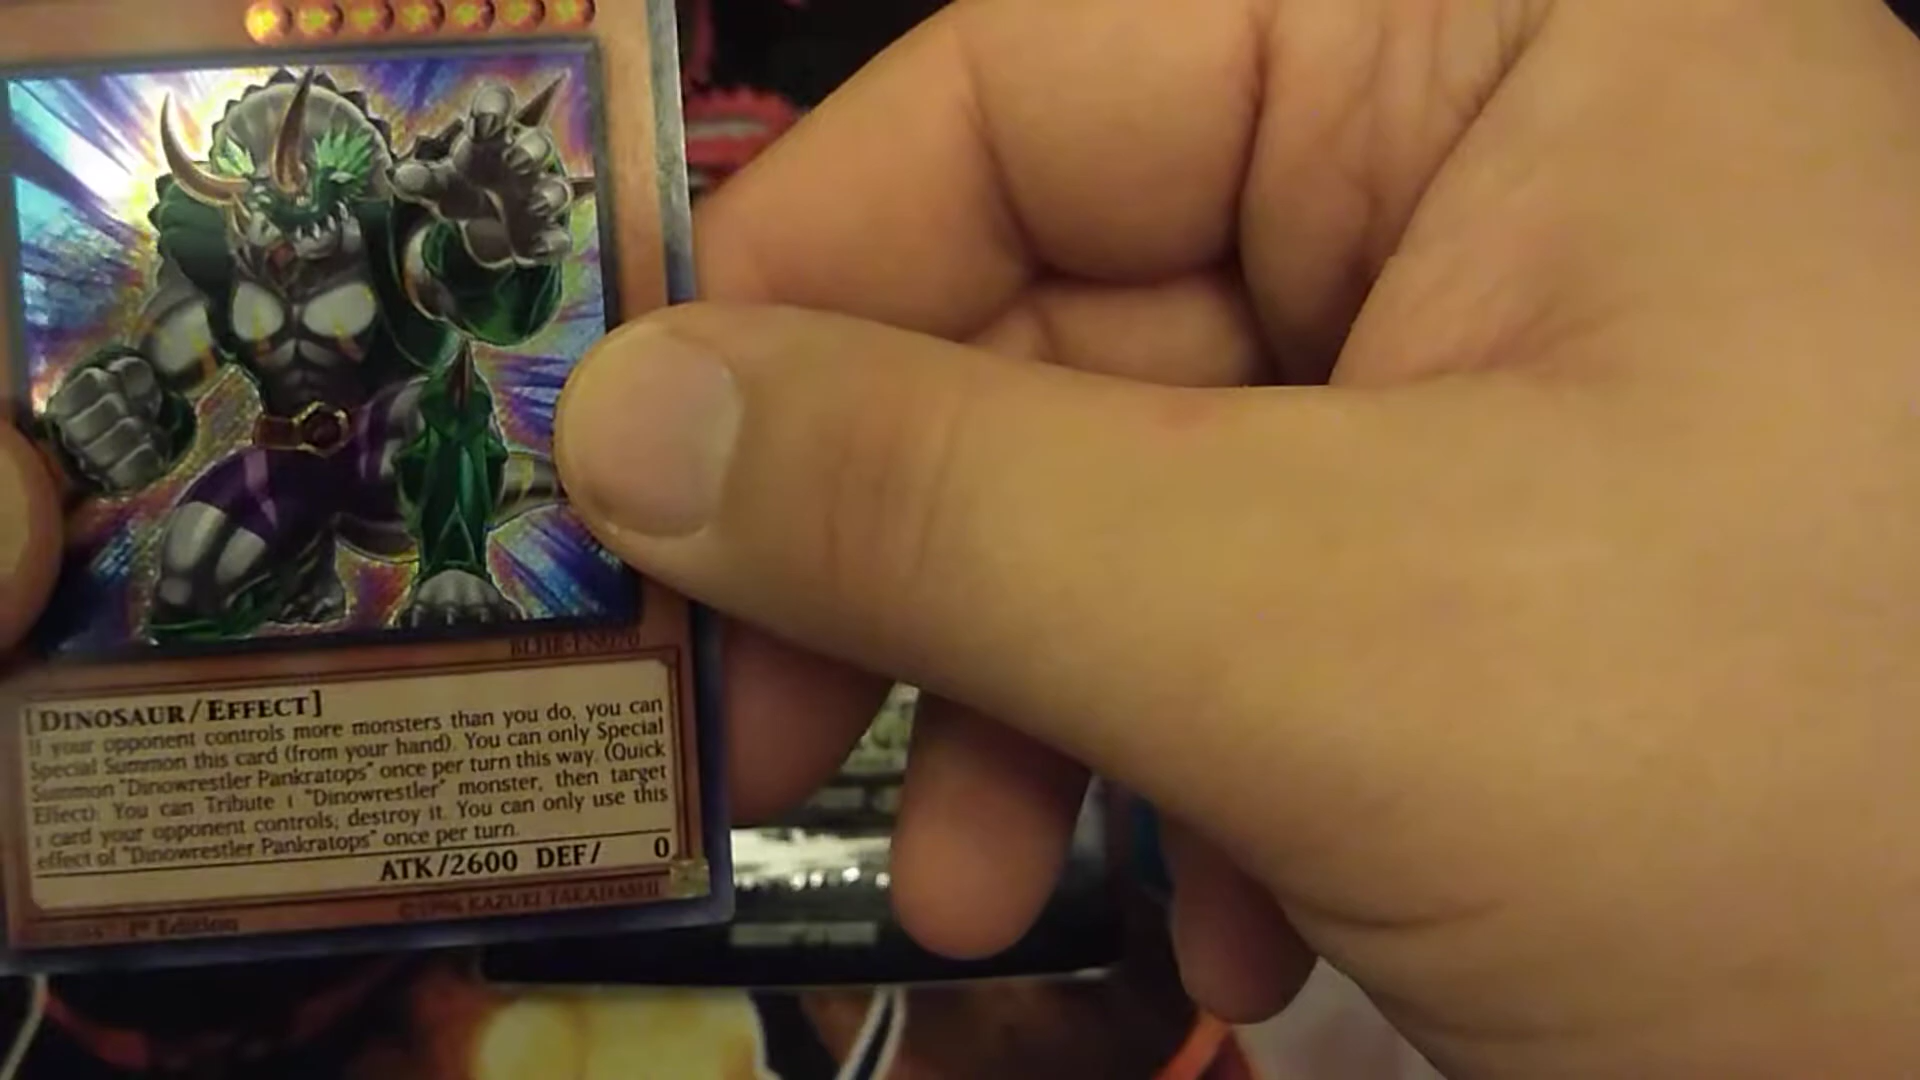 BLHR-EN020
[DINOSAUR/EFFECT]
If your opponent controls more monsters than you do, you can
Special Summon this card (from your hand). You can only Special
Summon "Dinowrestler Pankratops" once per turn this way. (Quick
Effect): You can Tribute 1 "Dinowrestler" monster, then target
1 card your opponent controls; destroy it. You can only use this
effect of "Dinowrestler Pankratops" once per turn.
ATK/2600 DEF/ 0
1st Edition
©1996 KAZUKI TAKAHASHI